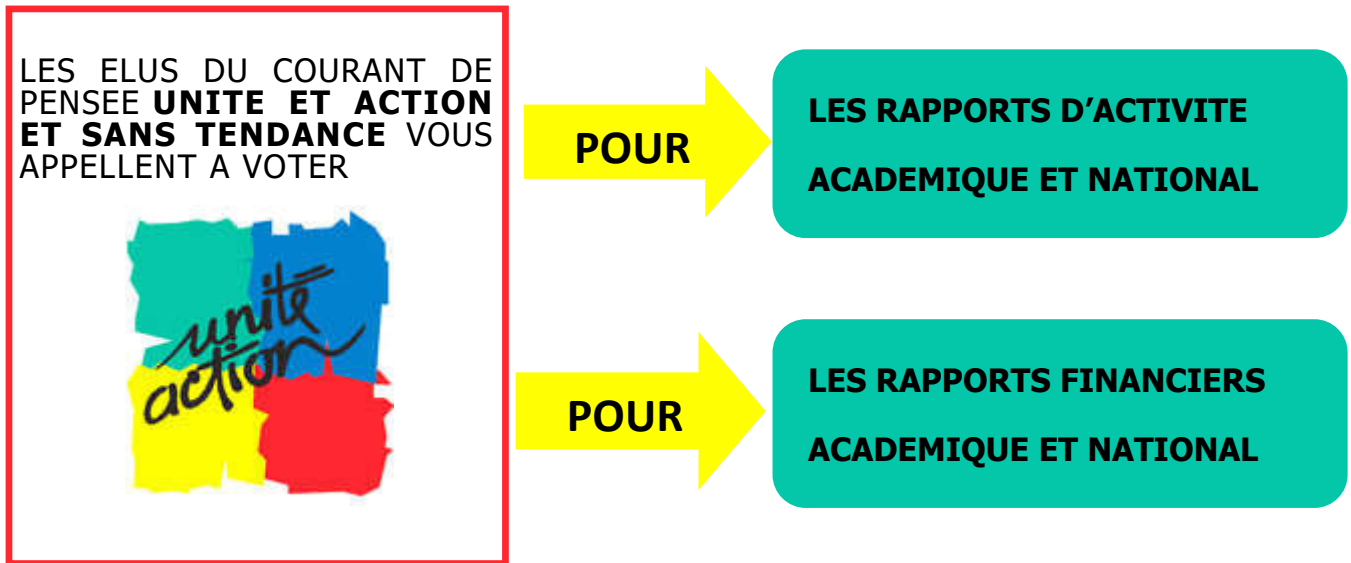 LES ELUS DU COURANT DE
PENSEE UNITE ET ACTION
ET SANS TENDANCE VOUS
APPELLENT A VOTER
unité
action
POUR
LES RAPPORTS D’ACTIVITE
ACADEMIQUE ET NATIONAL
POUR
LES RAPPORTS FINANCIERS
ACADEMIQUE ET NATIONAL